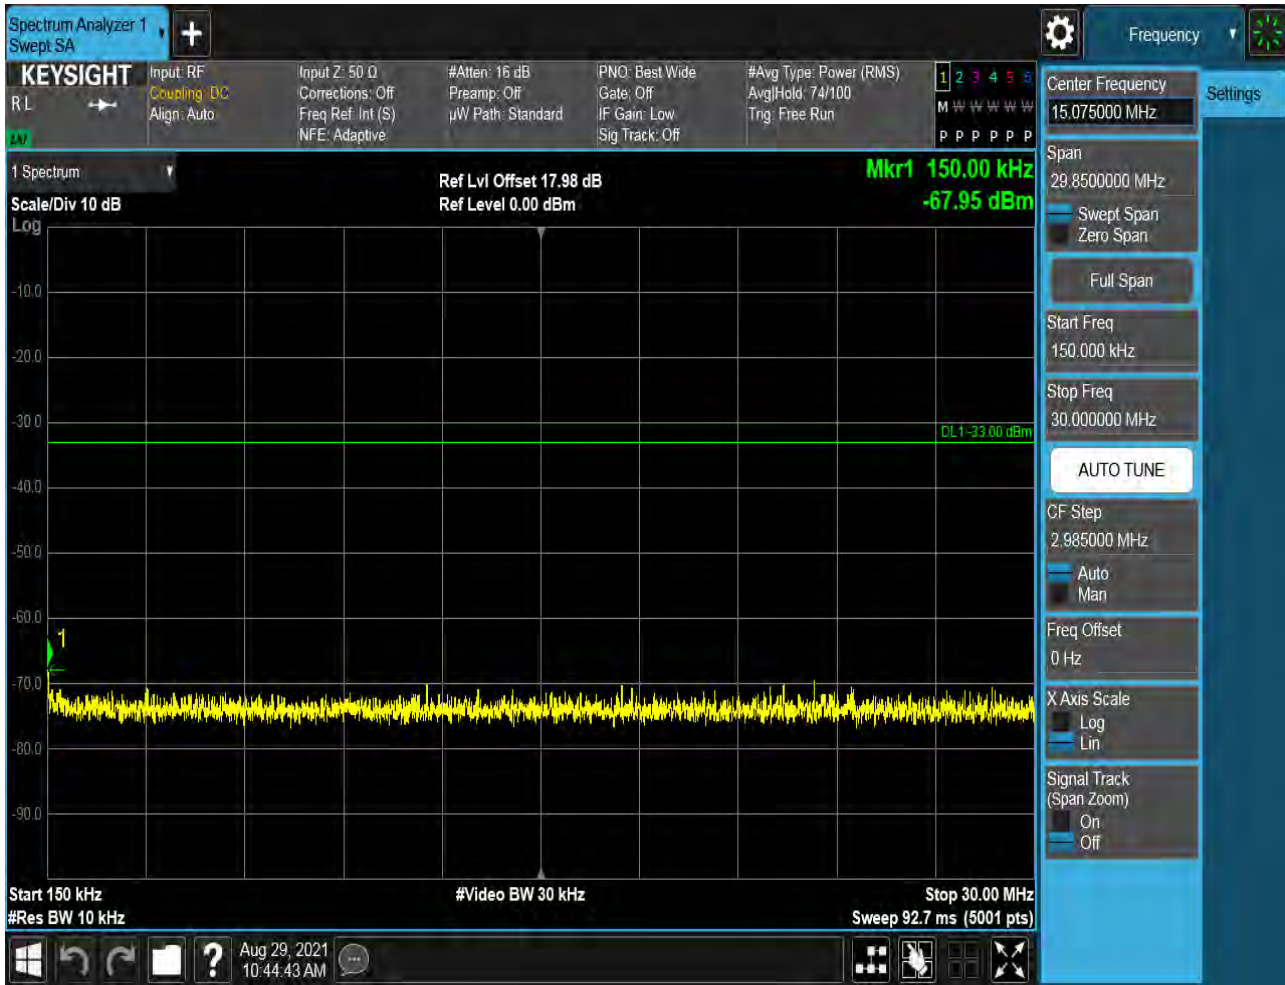 Spectrum Analyzer 1
Swept SA
Frequency
KEYSIGHT
R L
LXI
Input: RF
Coupling: DC
Align: Auto
Input Z: 50 Ω
Corrections: Off
Freq Ref: Int (S)
NFE: Adaptive
#Atten: 16 dB
Preamp: Off
µW Path: Standard
PNO: Best Wide
Gate: Off
IF Gain: Low
Sig Track: Off
#Avg Type: Power (RMS)
Avg|Hold: 74/100
Trig: Free Run
1 2 3 4 5 6
M W W W W W
P P P P P P
1 Spectrum
Scale/Div 10 dB
Log
Ref Lvl Offset 17.98 dB
Ref Level 0.00 dBm
Mkr1 150.00 kHz
-67.95 dBm
-10.0
-20.0
-30.0
DL1 -33.00 dBm
-40.0
-50.0
-60.0
1
-70.0
-80.0
-90.0
Start 150 kHz
#Res BW 10 kHz
#Video BW 30 kHz
Stop 30.00 MHz
Sweep 92.7 ms (5001 pts)
?
Aug 29, 2021
10:44:43 AM
Center Frequency
15.075000 MHz
Settings
Span
29.8500000 MHz
Swept Span
Zero Span
Full Span
Start Freq
150.000 kHz
Stop Freq
30.000000 MHz
AUTO TUNE
CF Step
2.985000 MHz
Auto
Man
Freq Offset
0 Hz
X Axis Scale
Log
Lin
Signal Track
(Span Zoom)
On
Off